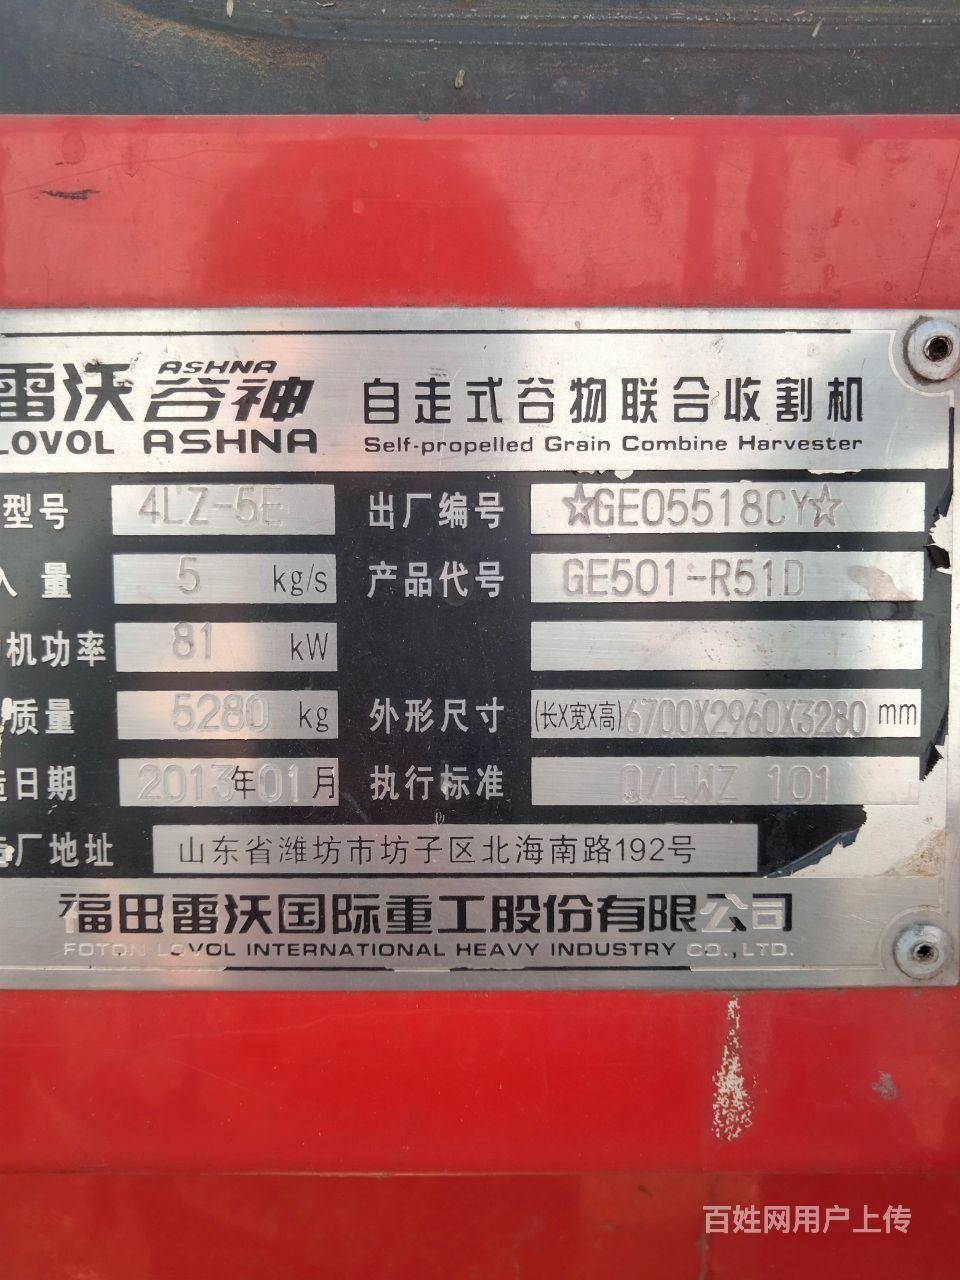 ASHNA
雷沃 谷神 自走式谷物联合收割机
LOVOL ASHNA Self-propelled Grain Combine Harvester
型号 4LZ-5E 出厂编号 ☆GE05518CY☆
入量 5 kg/s 产品代号 GE501-R51D
机功率 81 kW
质量 5280 kg 外形尺寸 (长X宽X高)6700X2960X3280 mm
造日期 2013年01月 执行标准 Q/LWZ 101
造厂地址 山东省潍坊市坊子区北海南路192号
福田雷沃国际重工股份有限公司
FOTON LOVOL INTERNATIONAL HEAVY INDUSTRY CO.,LTD.
百姓网用户上传